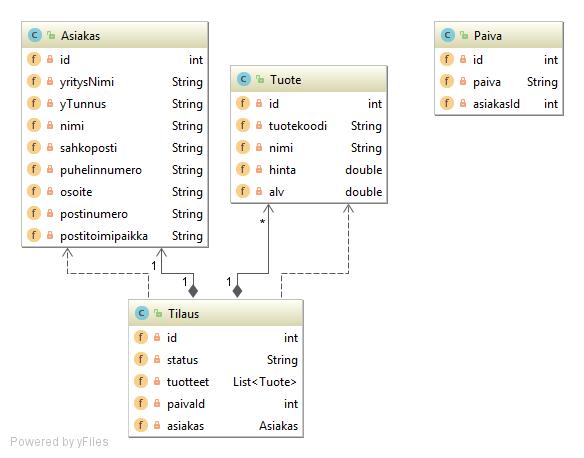 C Asiakas
f id int
f yritysNimi String
f yTunnus String
f nimi String
f sahkoposti String
f puhelinnumero String
f osoite String
f postinumero String
f postitoimipaikka String
C Tuote
f id int
f tuotekoodi String
f nimi String
f hinta double
f alv double
C Paiva
f id int
f paiva String
f asiakasId int
1
*
1
1
C Tilaus
f id int
f status String
f tuotteet List<Tuote>
f paivaId int
f asiakas Asiakas
Powered by yFiles